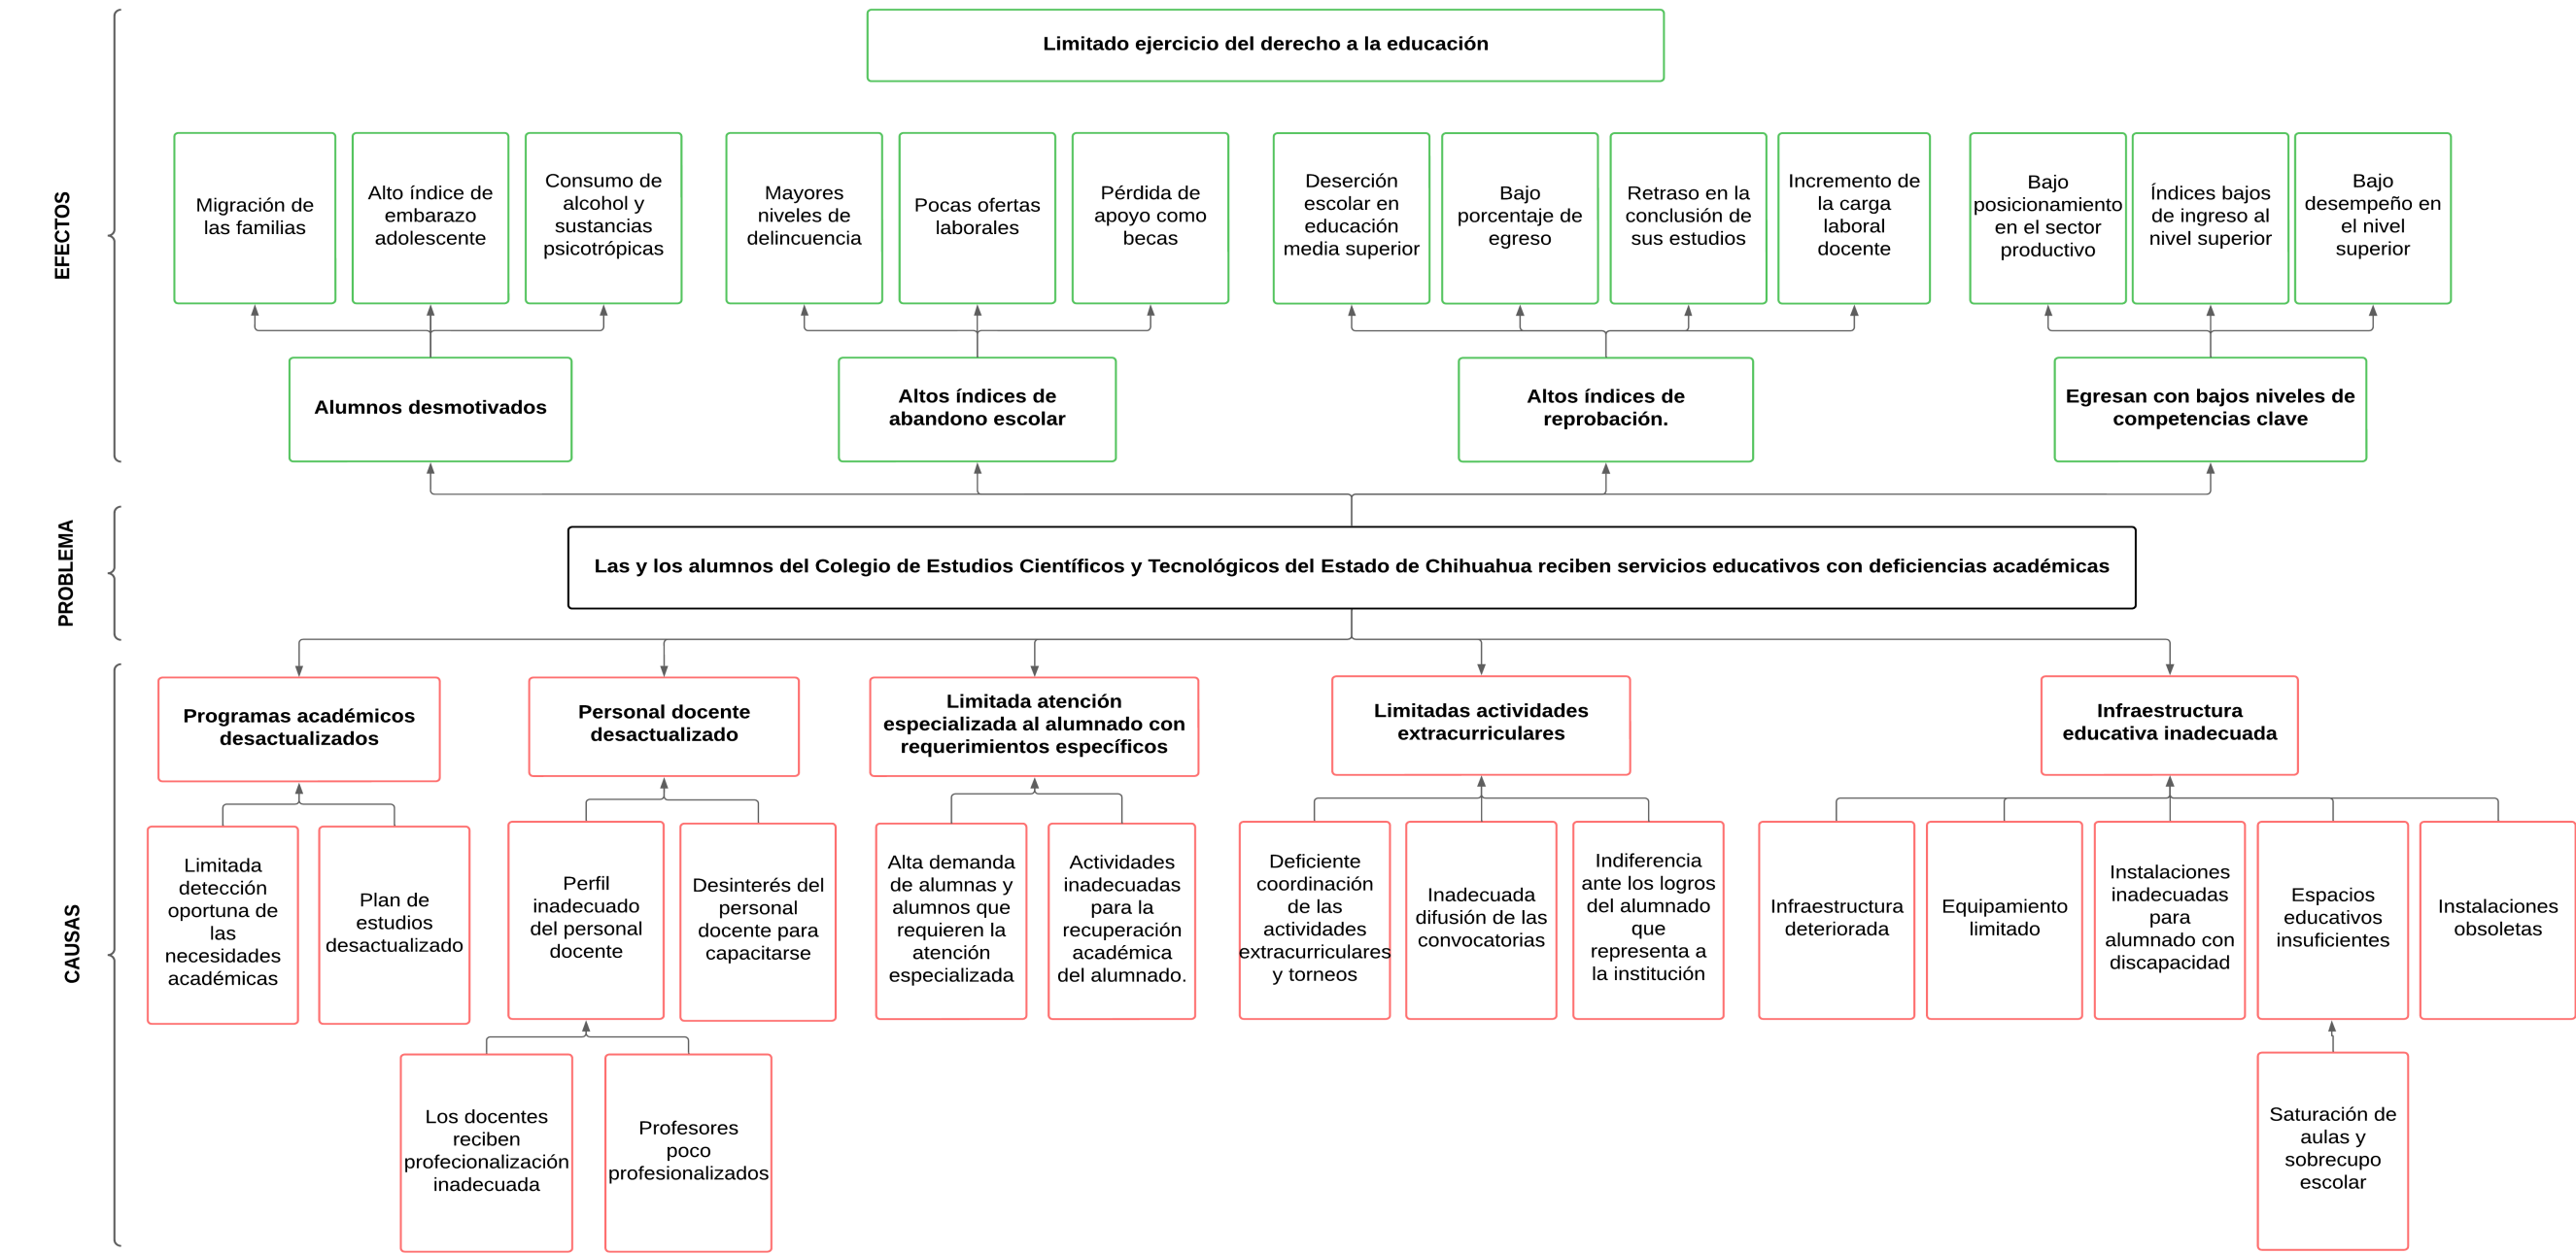 Limitado ejercicio del derecho a la educación
EFECTOS
Migración de
las familias
Alto índice de
embarazo
adolescente
Consumo de
alcohol y
sustancias
psicotrópicas
Mayores
niveles de
delincuencia
Pocas ofertas
laborales
Pérdida de
apoyo como
becas
Deserción
escolar en
educación
media superior
Bajo
porcentaje de
egreso
Retraso en la
conclusión de
sus estudios
Incremento de
la carga
laboral
docente
Bajo
posicionamiento
en el sector
productivo
Índices bajos
de ingreso al
nivel superior
Bajo
desempeño en
el nivel
superior
Alumnos desmotivados
Altos índices de
abandono escolar
Altos índices de
reprobación.
Egresan con bajos niveles de
competencias clave
PROBLEMA
Las y los alumnos del Colegio de Estudios Científicos y Tecnológicos del Estado de Chihuahua reciben servicios educativos con deficiencias académicas
CAUSAS
Programas académicos
desactualizados
Personal docente
desactualizado
Limitada atención
especializada al alumnado con
requerimientos específicos
Limitadas actividades
extracurriculares
Infraestructura
educativa inadecuada
Limitada
detección
oportuna de
las
necesidades
académicas
Plan de
estudios
desactualizado
Perfil
inadecuado
del personal
docente
Desinterés del
personal
docente para
capacitarse
Alta demanda
de alumnas y
alumnos que
requieren la
atención
especializada
Actividades
inadecuadas
para la
recuperación
académica
del alumnado.
Deficiente
coordinación
de las
actividades
extracurriculares
y torneos
Inadecuada
difusión de las
convocatorias
Indiferencia
ante los logros
del alumnado
que
representa a
la institución
Infraestructura
deteriorada
Equipamiento
limitado
Instalaciones
inadecuadas
para
alumnado con
discapacidad
Espacios
educativos
insuficientes
Instalaciones
obsoletas
Los docentes
reciben
profecionalización
inadecuada
Profesores
poco
profesionalizados
Saturación de
aulas y
sobrecupo
escolar